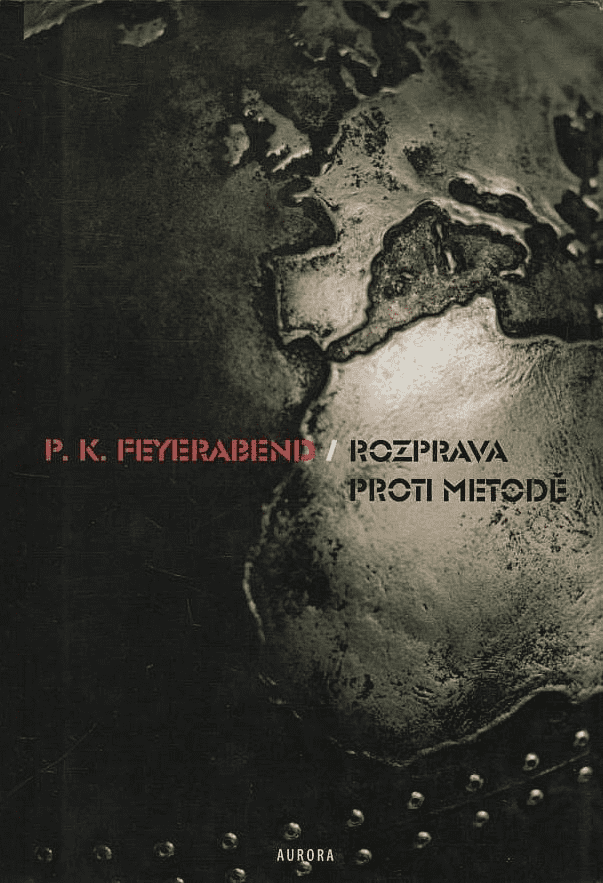 P. K. FEYERABEND / ROZPRAVA
PROTI METODĚ
AURORA